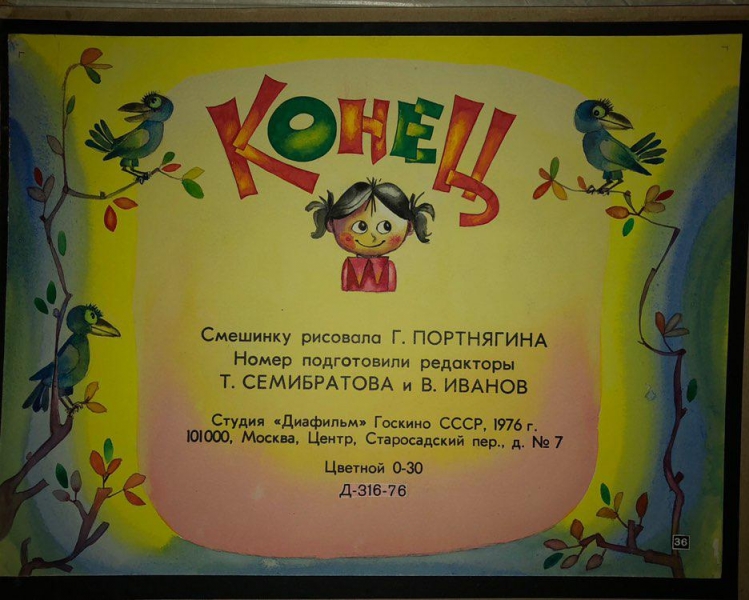 КОНЕЦ
Смешинку рисовала Г. ПОРТНЯГИНА
Номер подготовили редакторы
Т. СЕМИБРАТОВА и В. ИВАНОВ
Студия «Диафильм» Госкино СССР, 1976 г.
101000, Москва, Центр, Старосадский пер., д. № 7
Цветной 0-30
Д-316-76
36